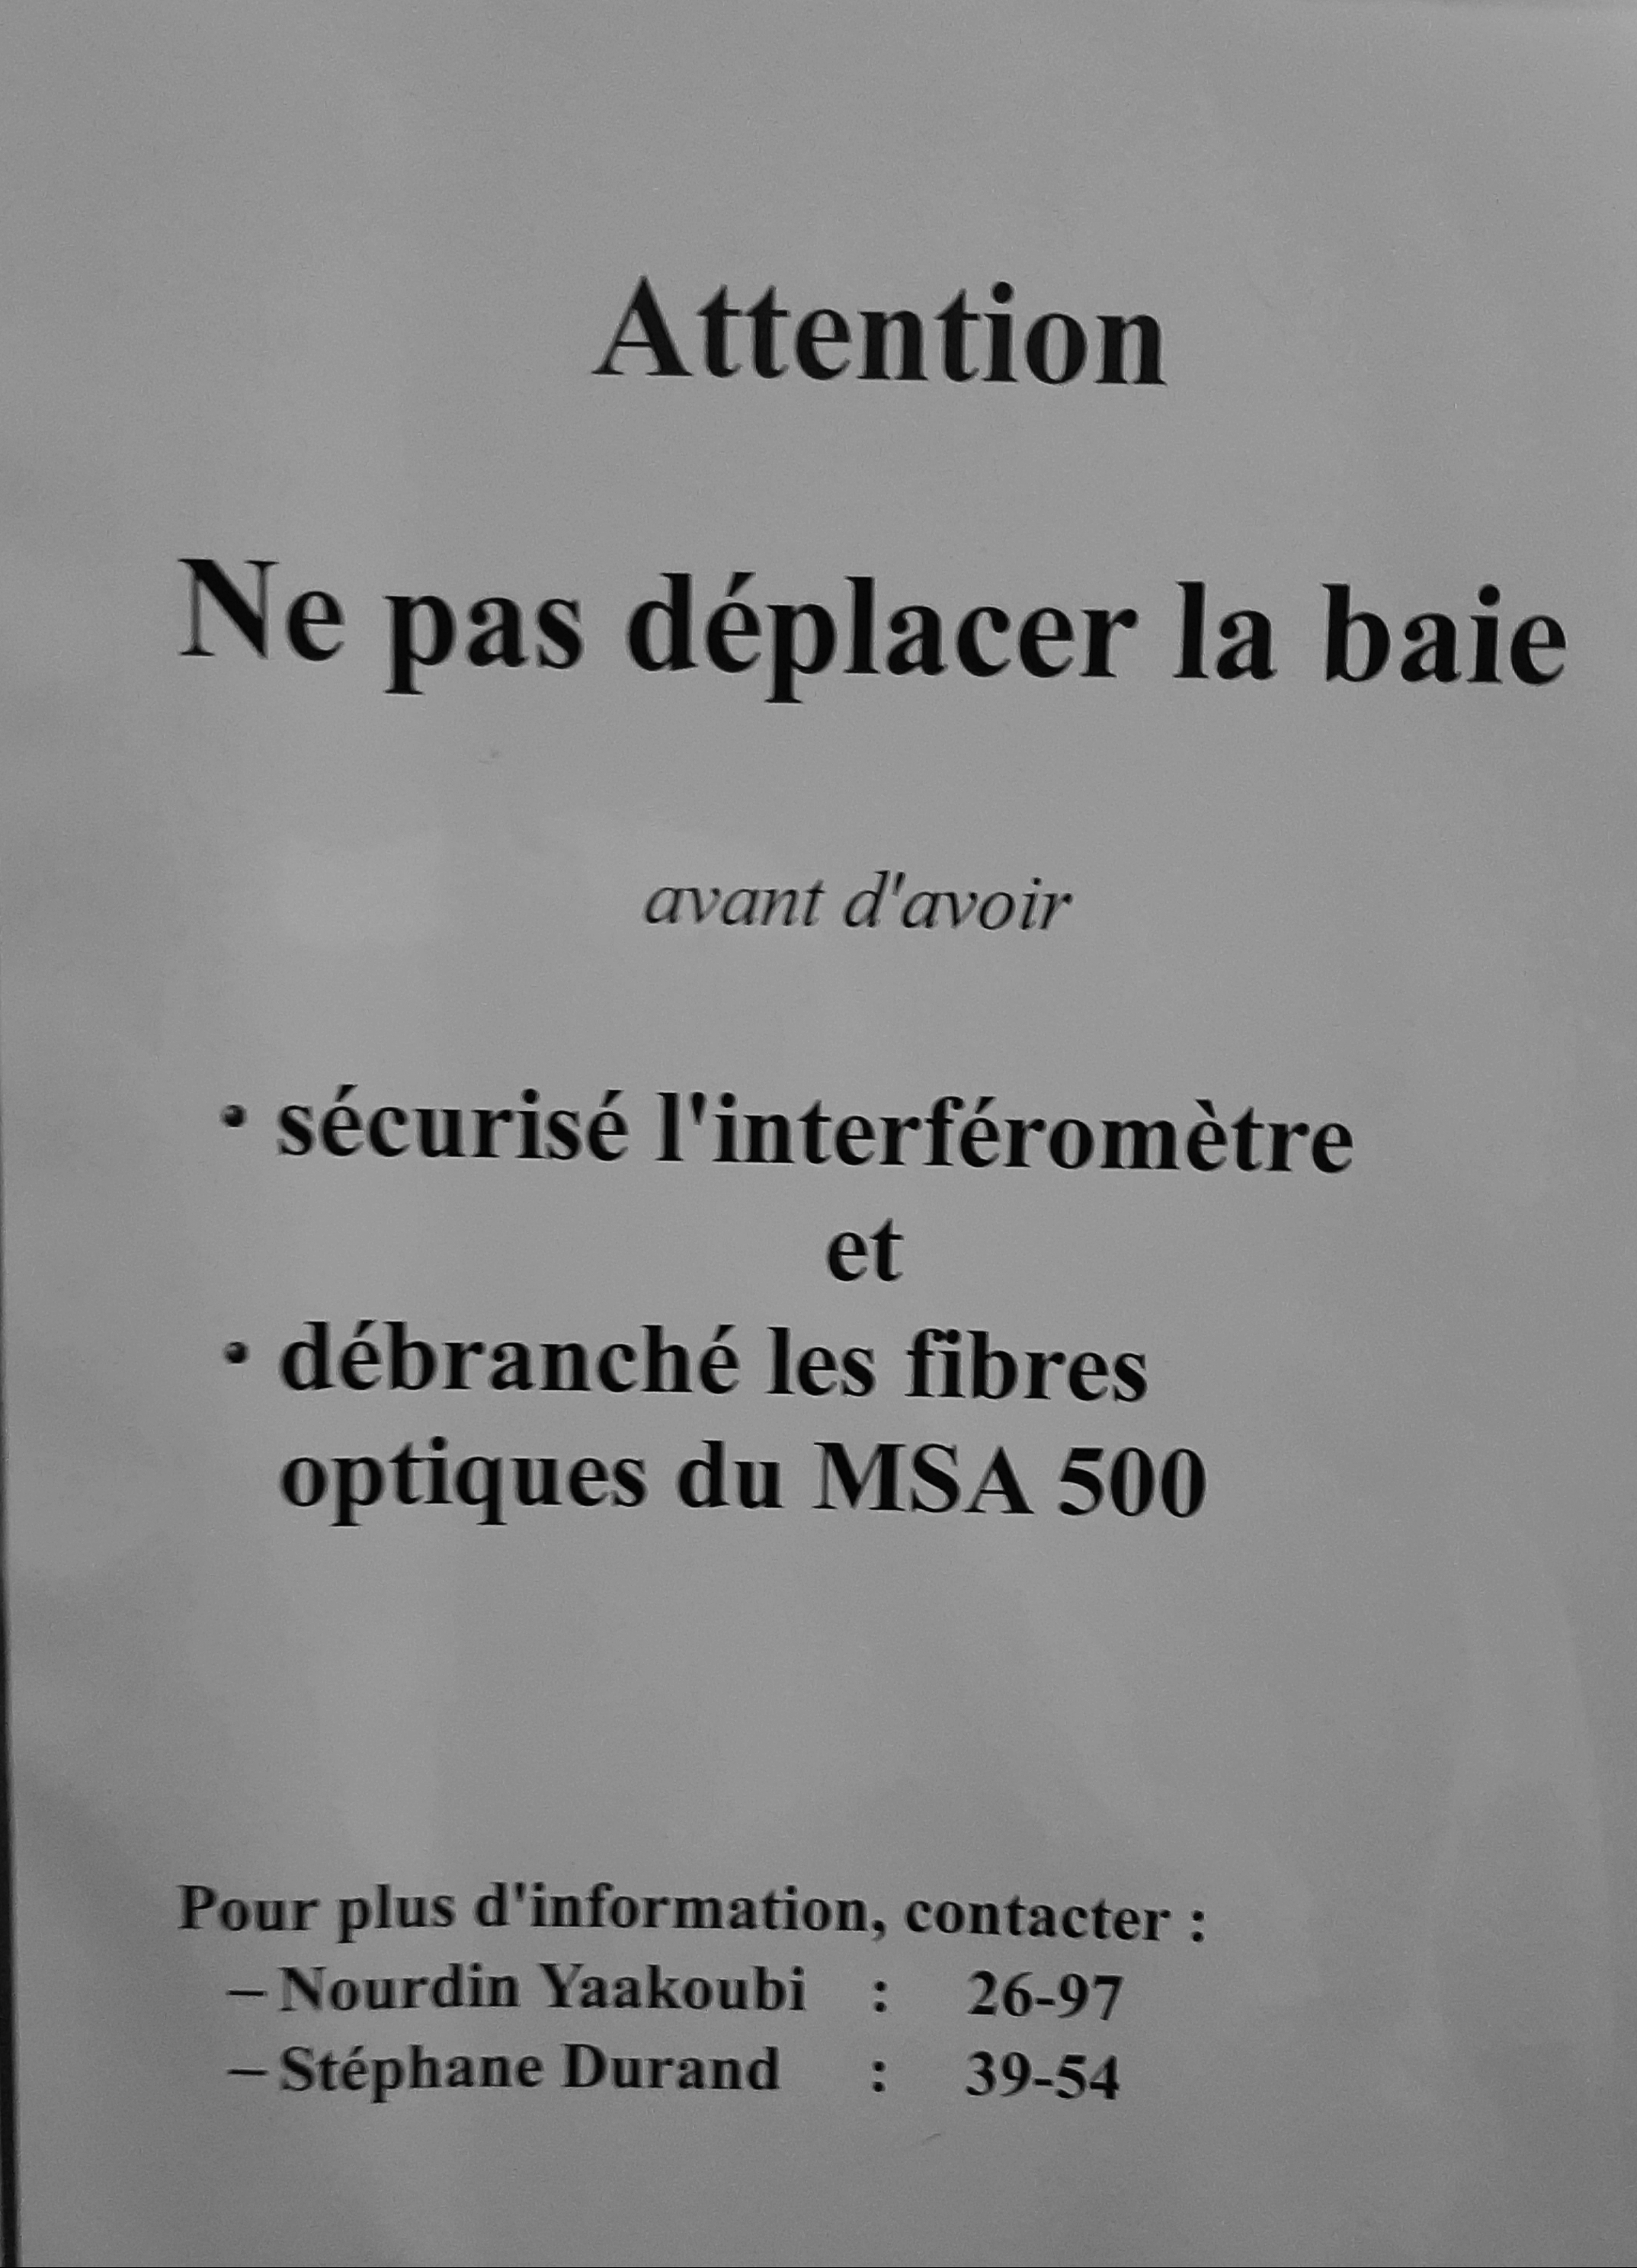 Attention
Ne pas déplacer la baie
avant d'avoir
• sécurisé l'interféromètre
et
• débranché les fibres
optiques du MSA 500
Pour plus d'information, contacter :
– Nourdin Yaakoubi : 26-97
– Stéphane Durand : 39-54